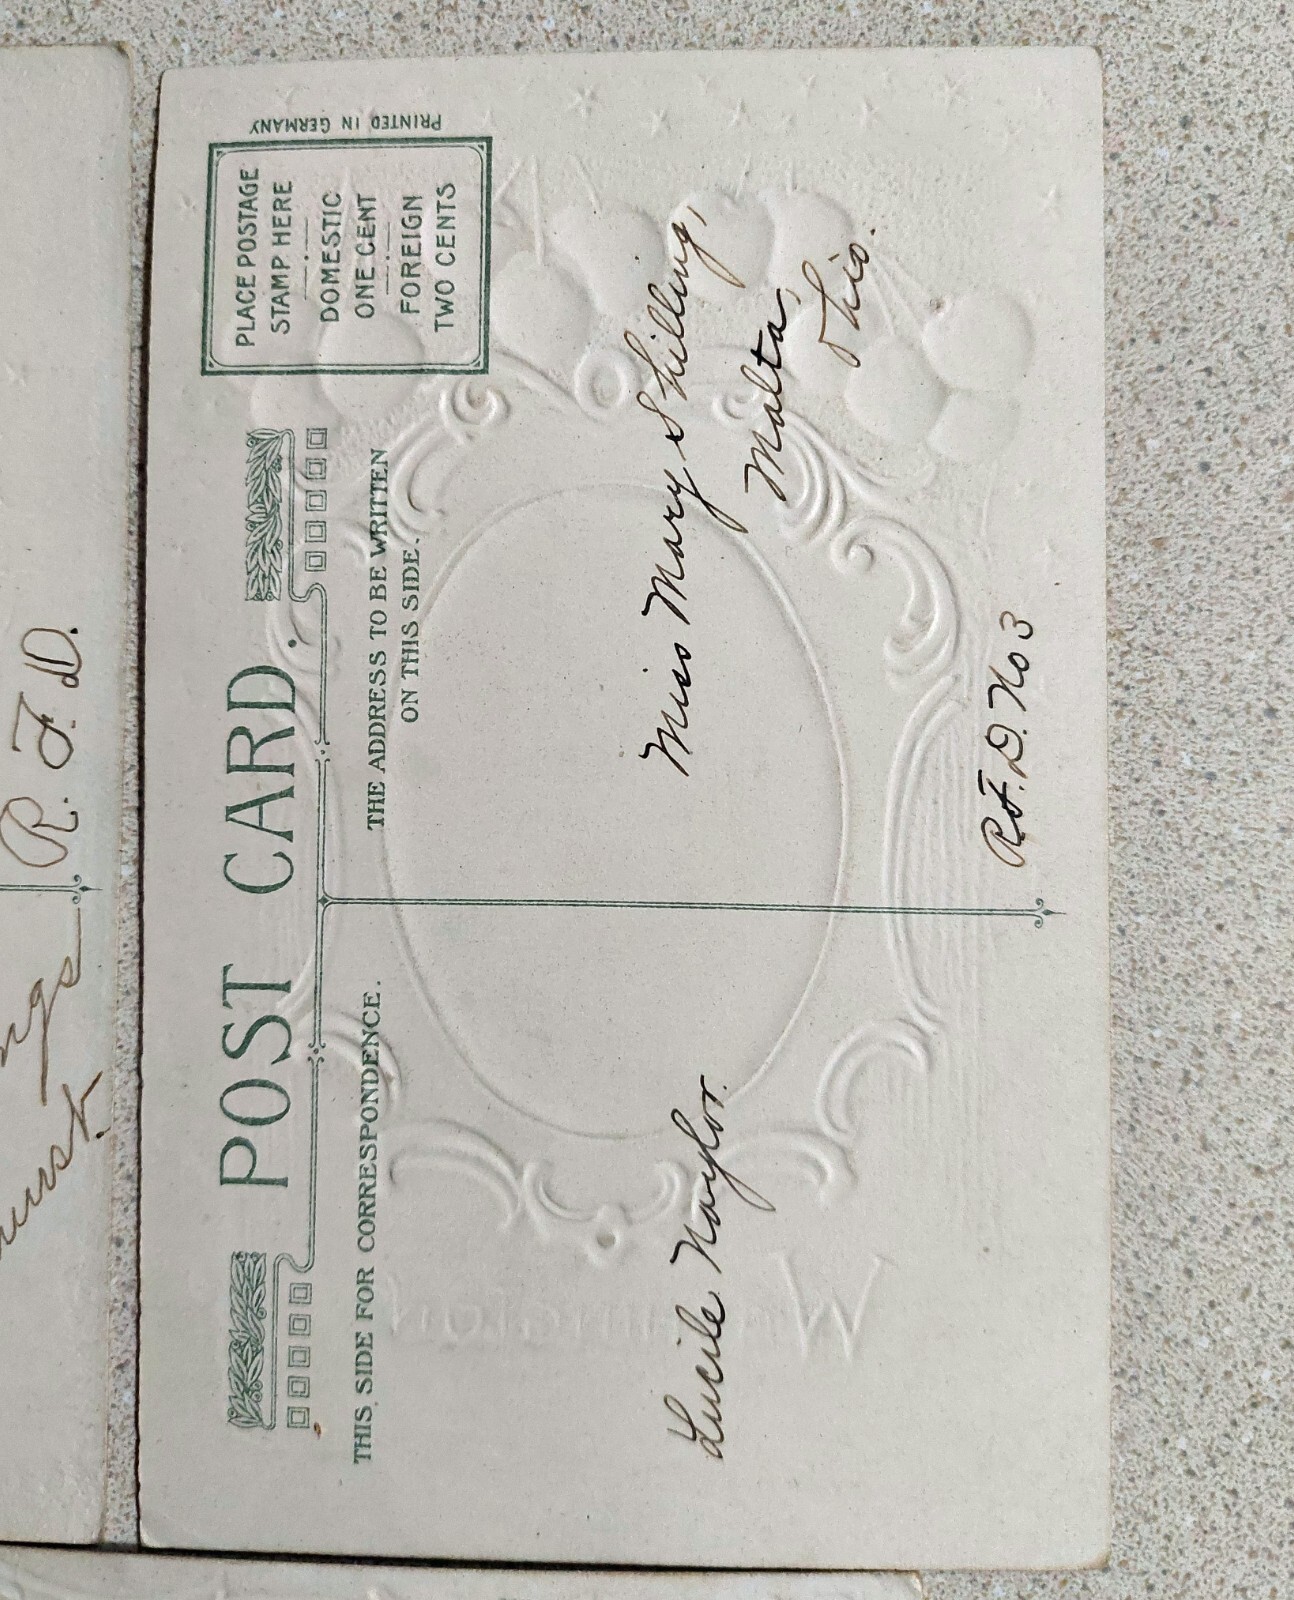 POST CARD.
PRINTED IN GERMANY
PLACE POSTAGE
STAMP HERE
DOMESTIC
ONE CENT
FOREIGN
TWO CENTS
THIS SIDE FOR CORRESPONDENCE.
THE ADDRESS TO BE WRITTEN
ON THIS SIDE.
Lucile Naylor.
Miss Mary Shilling,
Malta,
Ohio.
R.F.D. No 3
R. F. D.